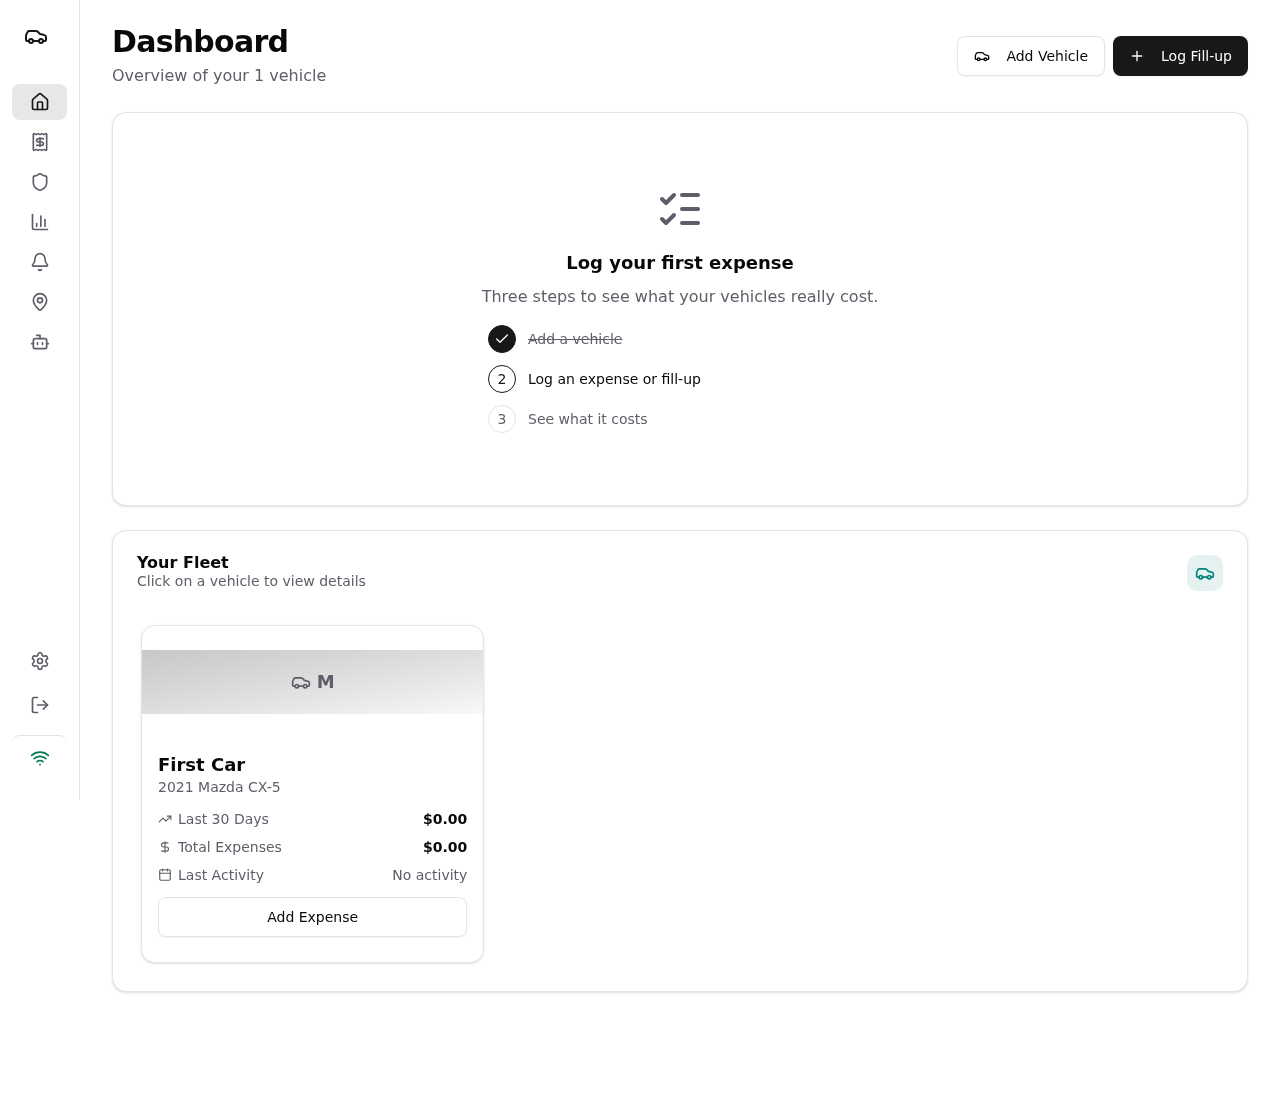 Dashboard
Overview of your 1 vehicle
Add Vehicle
Log Fill-up
Log your first expense
Three steps to see what your vehicles really cost.
Add a vehicle
2 Log an expense or fill-up
3 See what it costs
Your Fleet
Click on a vehicle to view details
M
First Car
2021 Mazda CX-5
Last 30 Days $0.00
Total Expenses $0.00
Last Activity No activity
Add Expense